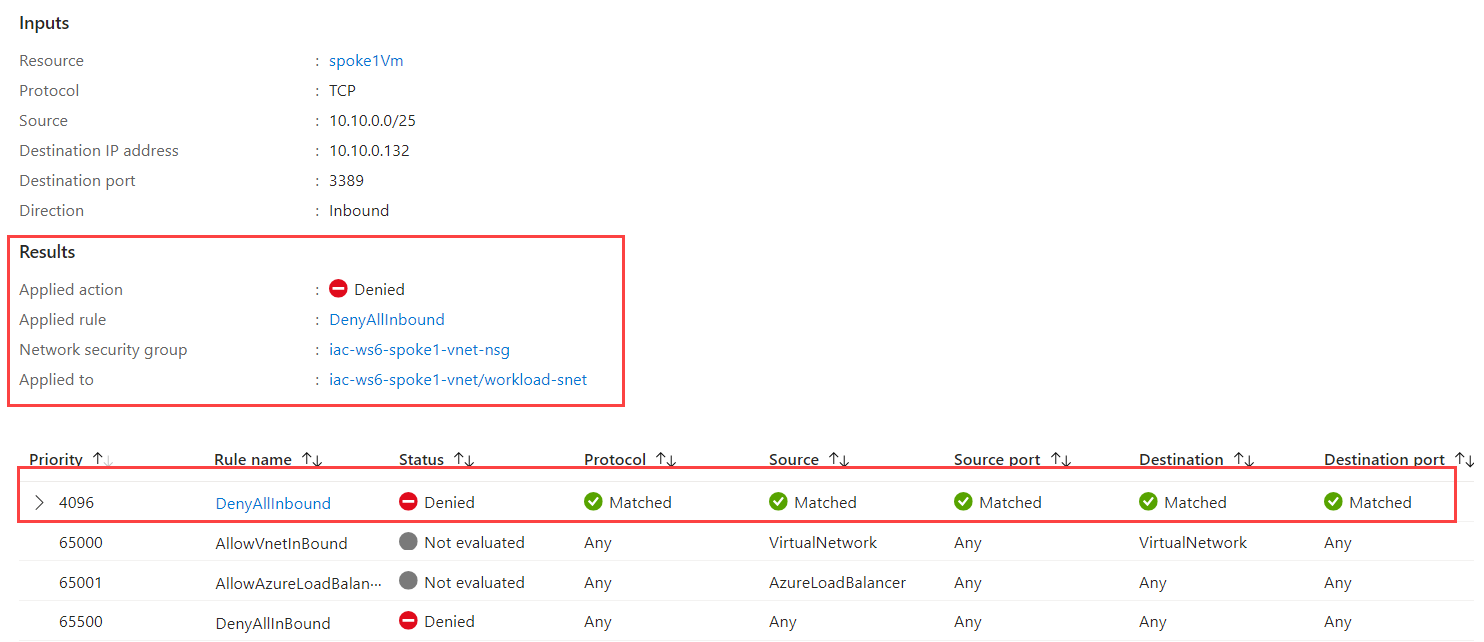 Inputs
Resource : spoke1Vm
Protocol : TCP
Source : 10.10.0.0/25
Destination IP address : 10.10.0.132
Destination port : 3389
Direction : Inbound
Results
Applied action : Denied
Applied rule : DenyAllInbound
Network security group : iac-ws6-spoke1-vnet-nsg
Applied to : iac-ws6-spoke1-vnet/workload-snet
Priority ↑↓ Rule name ↑↓ Status ↑↓ Protocol ↑↓ Source ↑↓ Source port ↑↓ Destination ↑↓ Destination port ↑↓
4096 DenyAllInbound Denied Matched Matched Matched Matched Matched
65000 AllowVnetInBound Not evaluated Any VirtualNetwork Any VirtualNetwork Any
65001 AllowAzureLoadBalan··· Not evaluated Any AzureLoadBalancer Any Any Any
65500 DenyAllInBound Denied Any Any Any Any Any